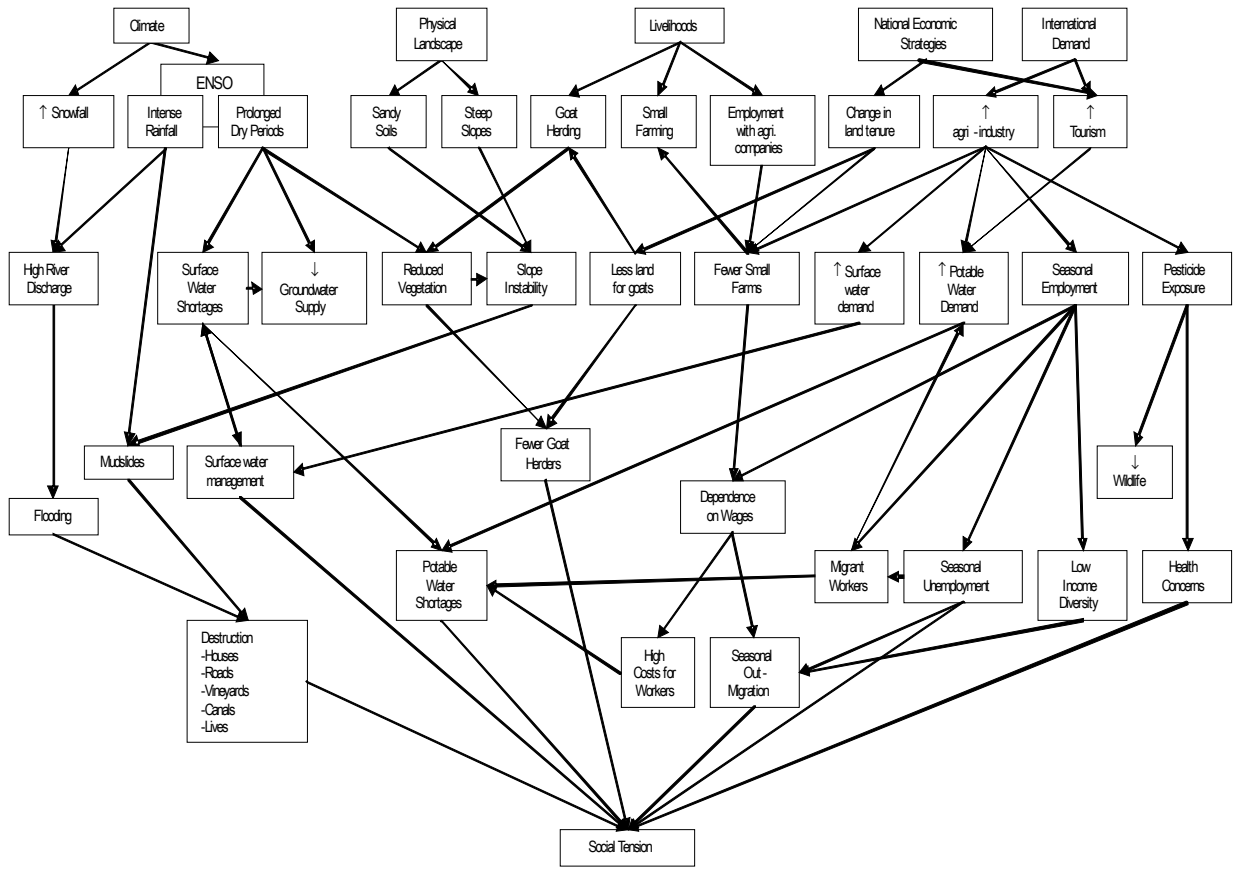 Climate
Physical
Landscape
Livelihoods
National Economic
Strategies
International
Demand
ENSO
↑ Snowfall
Intense
Rainfall
Prolonged
Dry Periods
Sandy
Soils
Steep
Slopes
Goat
Herding
Small
Farming
Employment
with agri.
companies
Change in
land tenure
↑
agri - industry
↑
Tourism
High River
Discharge
Surface
Water
Shortages
↓
Groundwater
Supply
Reduced
Vegetation
Slope
Instability
Less land
for goats
Fewer Small
Farms
↑ Surface
water
demand
↑ Potable
Water
Demand
Seasonal
Employment
Pesticide
Exposure
Mudslides
Surface water
management
Fewer Goat
Herders
↓
Wildlife
Flooding
Dependence
on Wages
Potable
Water
Shortages
Migrant
Workers
Seasonal
Unemployment
Low
Income
Diversity
Health
Concerns
Destruction
-Houses
-Roads
-Vineyards
-Canals
-Lives
High
Costs for
Workers
Seasonal
Out -
Migration
Social Tension